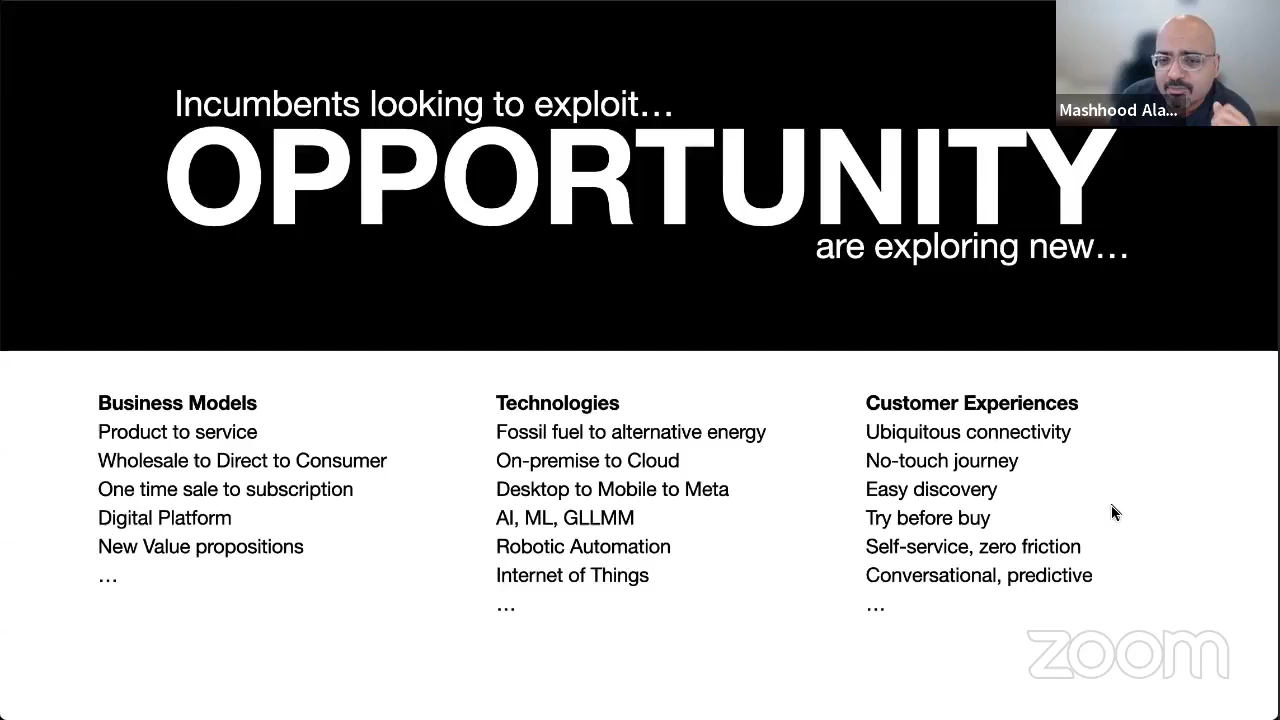 Incumbents looking to exploit…
OPPORTUNITY
are exploring new…
Mashhood Ala...
Business Models
Product to service
Wholesale to Direct to Consumer
One time sale to subscription
Digital Platform
New Value propositions
…
Technologies
Fossil fuel to alternative energy
On-premise to Cloud
Desktop to Mobile to Meta
AI, ML, GLLMM
Robotic Automation
Internet of Things
…
Customer Experiences
Ubiquitous connectivity
No-touch journey
Easy discovery
Try before buy
Self-service, zero friction
Conversational, predictive
…
zoom